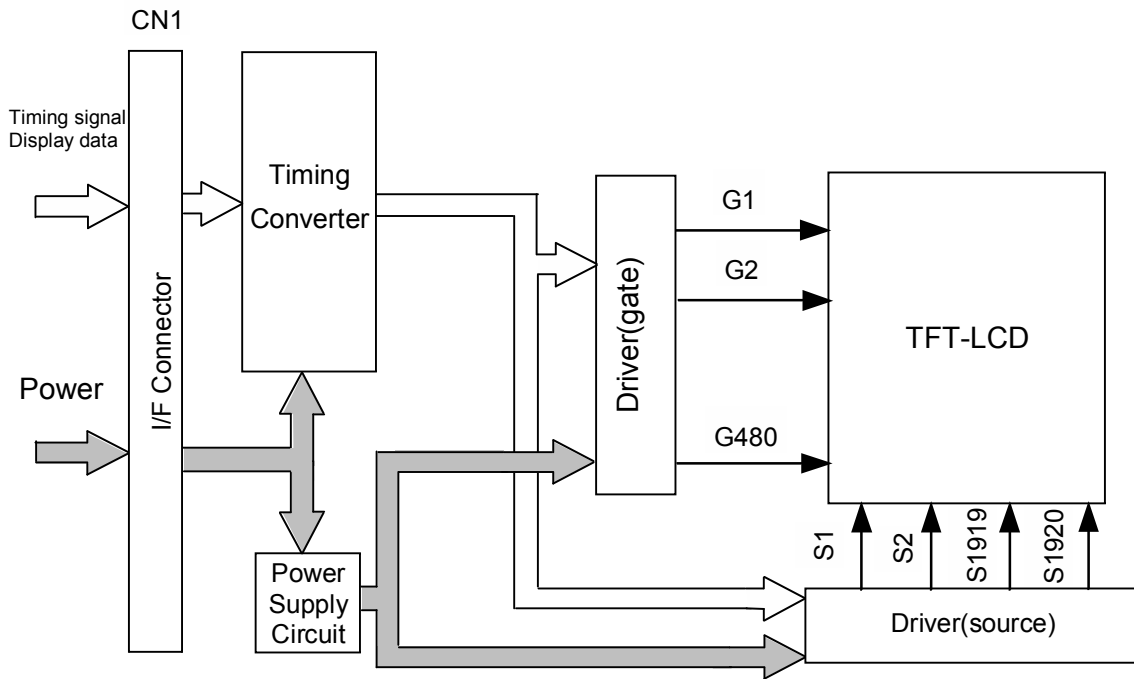 CN1
Timing signal
Display data
Power
I/F Connector
Timing
Converter
Power
Supply
Circuit
Driver(gate)
G1
G2
G480
TFT-LCD
S1
S2
S1919
S1920
Driver(source)